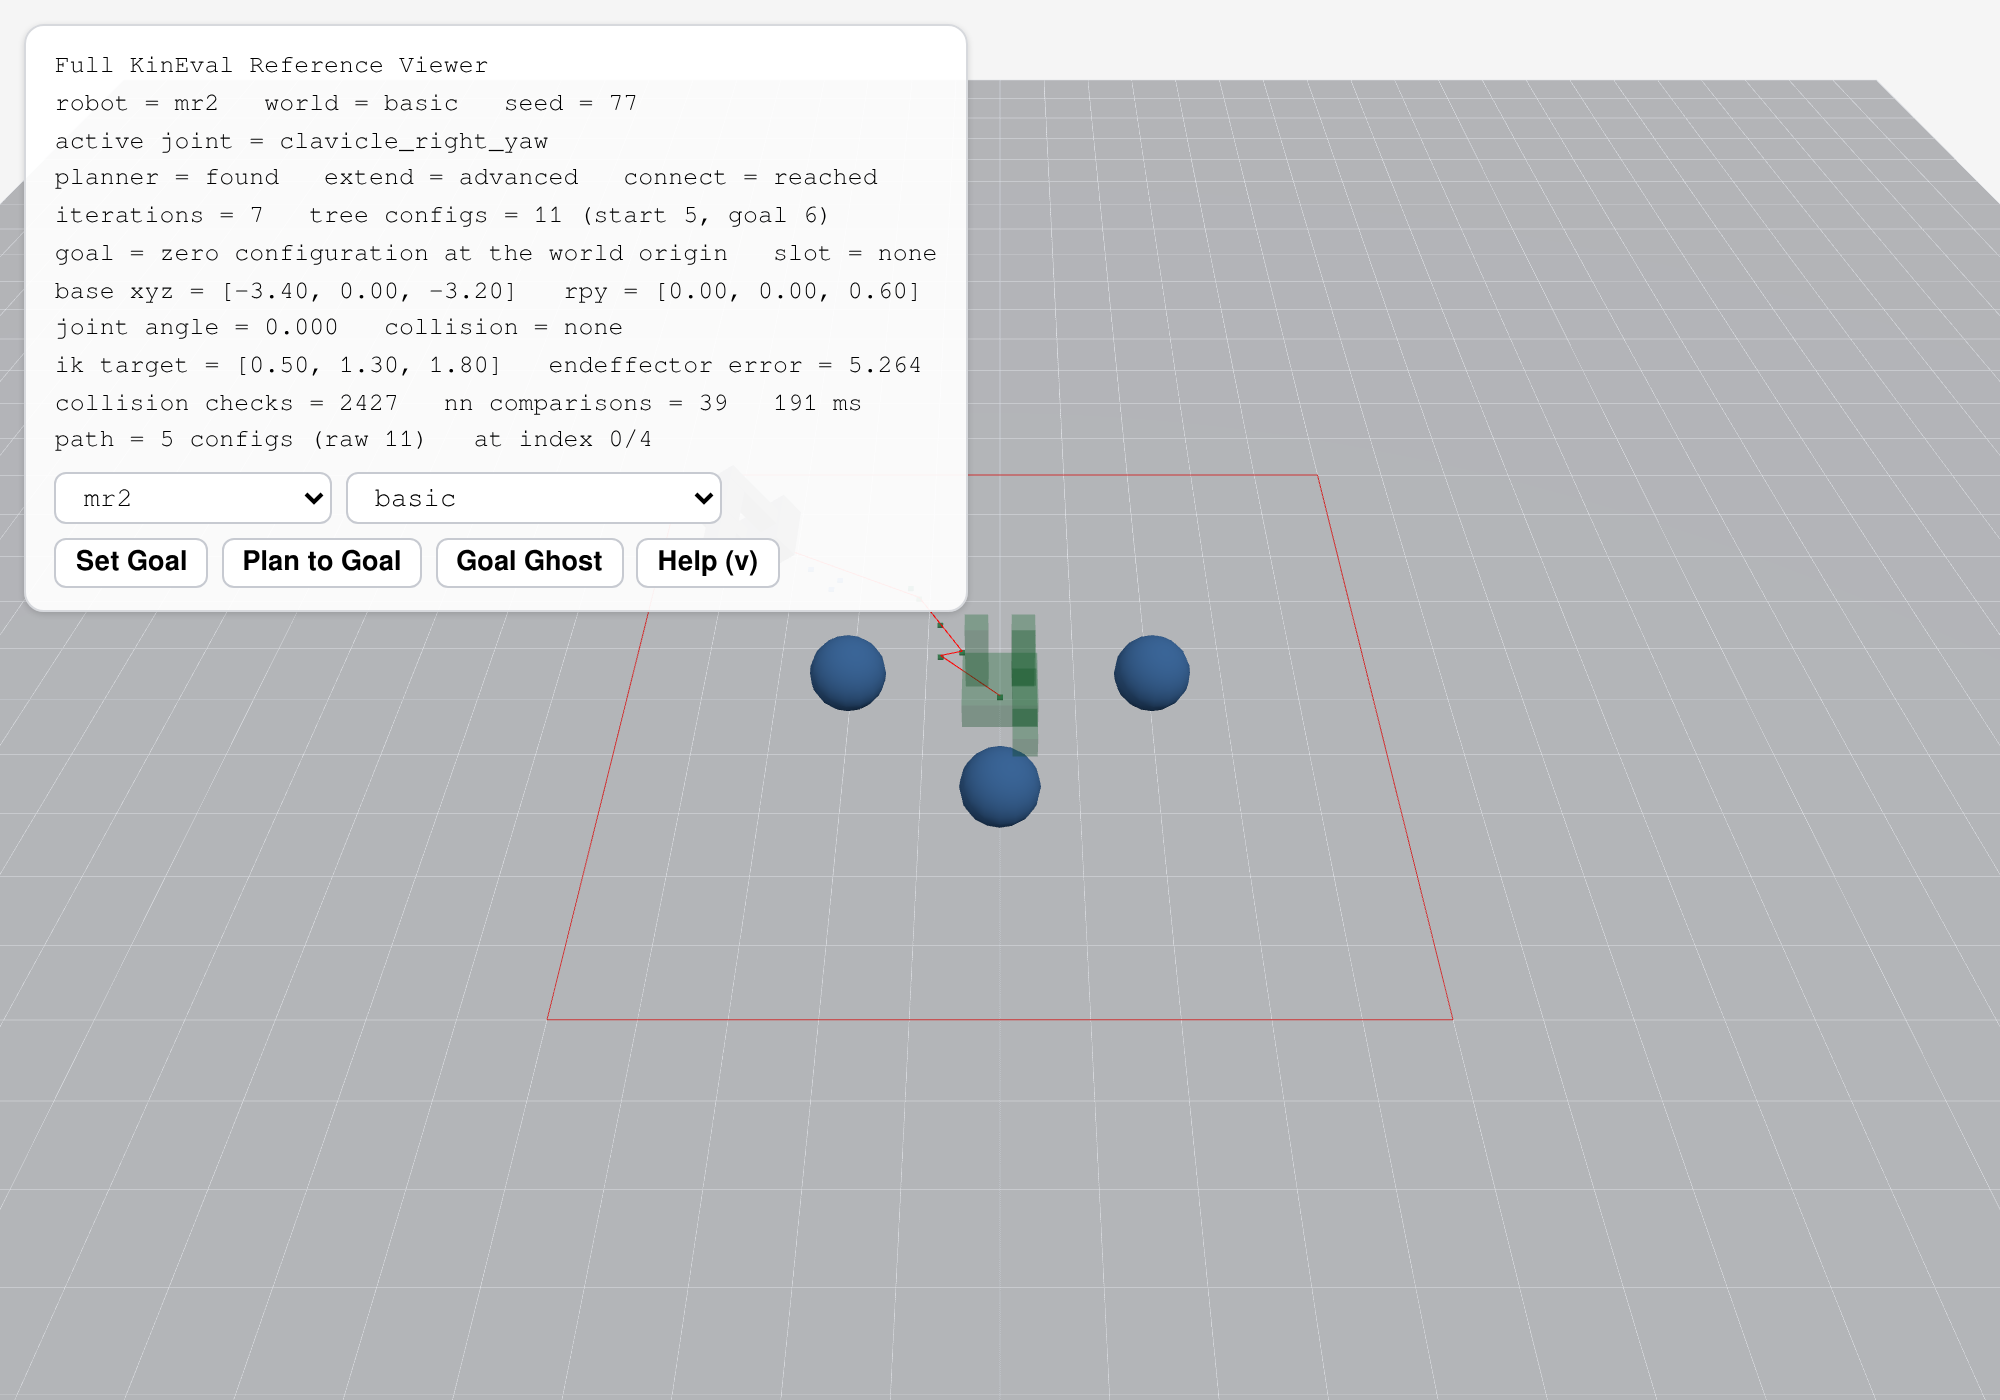 Full KinEval Reference Viewer
robot = mr2   world = basic   seed = 77
active joint = clavicle_right_yaw
planner = found   extend = advanced   connect = reached
iterations = 7   tree configs = 11 (start 5, goal 6)
goal = zero configuration at the world origin   slot = none
base xyz = [-3.40, 0.00, -3.20]   rpy = [0.00, 0.00, 0.60]
joint angle = 0.000   collision = none
ik target = [0.50, 1.30, 1.80]   endeffector error = 5.264
collision checks = 2427   nn comparisons = 39   191 ms
path = 5 configs (raw 11)   at index 0/4
mr2   basic
Set Goal   Plan to Goal   Goal Ghost   Help (v)